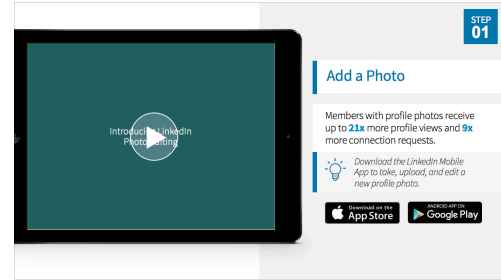 STEP
01
Add a Photo
Introducing LinkedIn
Photo Editing
Members with profile photos receive
up to 21x more profile views and 9x
more connection requests.
Download the LinkedIn Mobile
App to take, upload, and edit a
new profile photo.
Download on the
App Store
ANDROID APP ON
Google Play